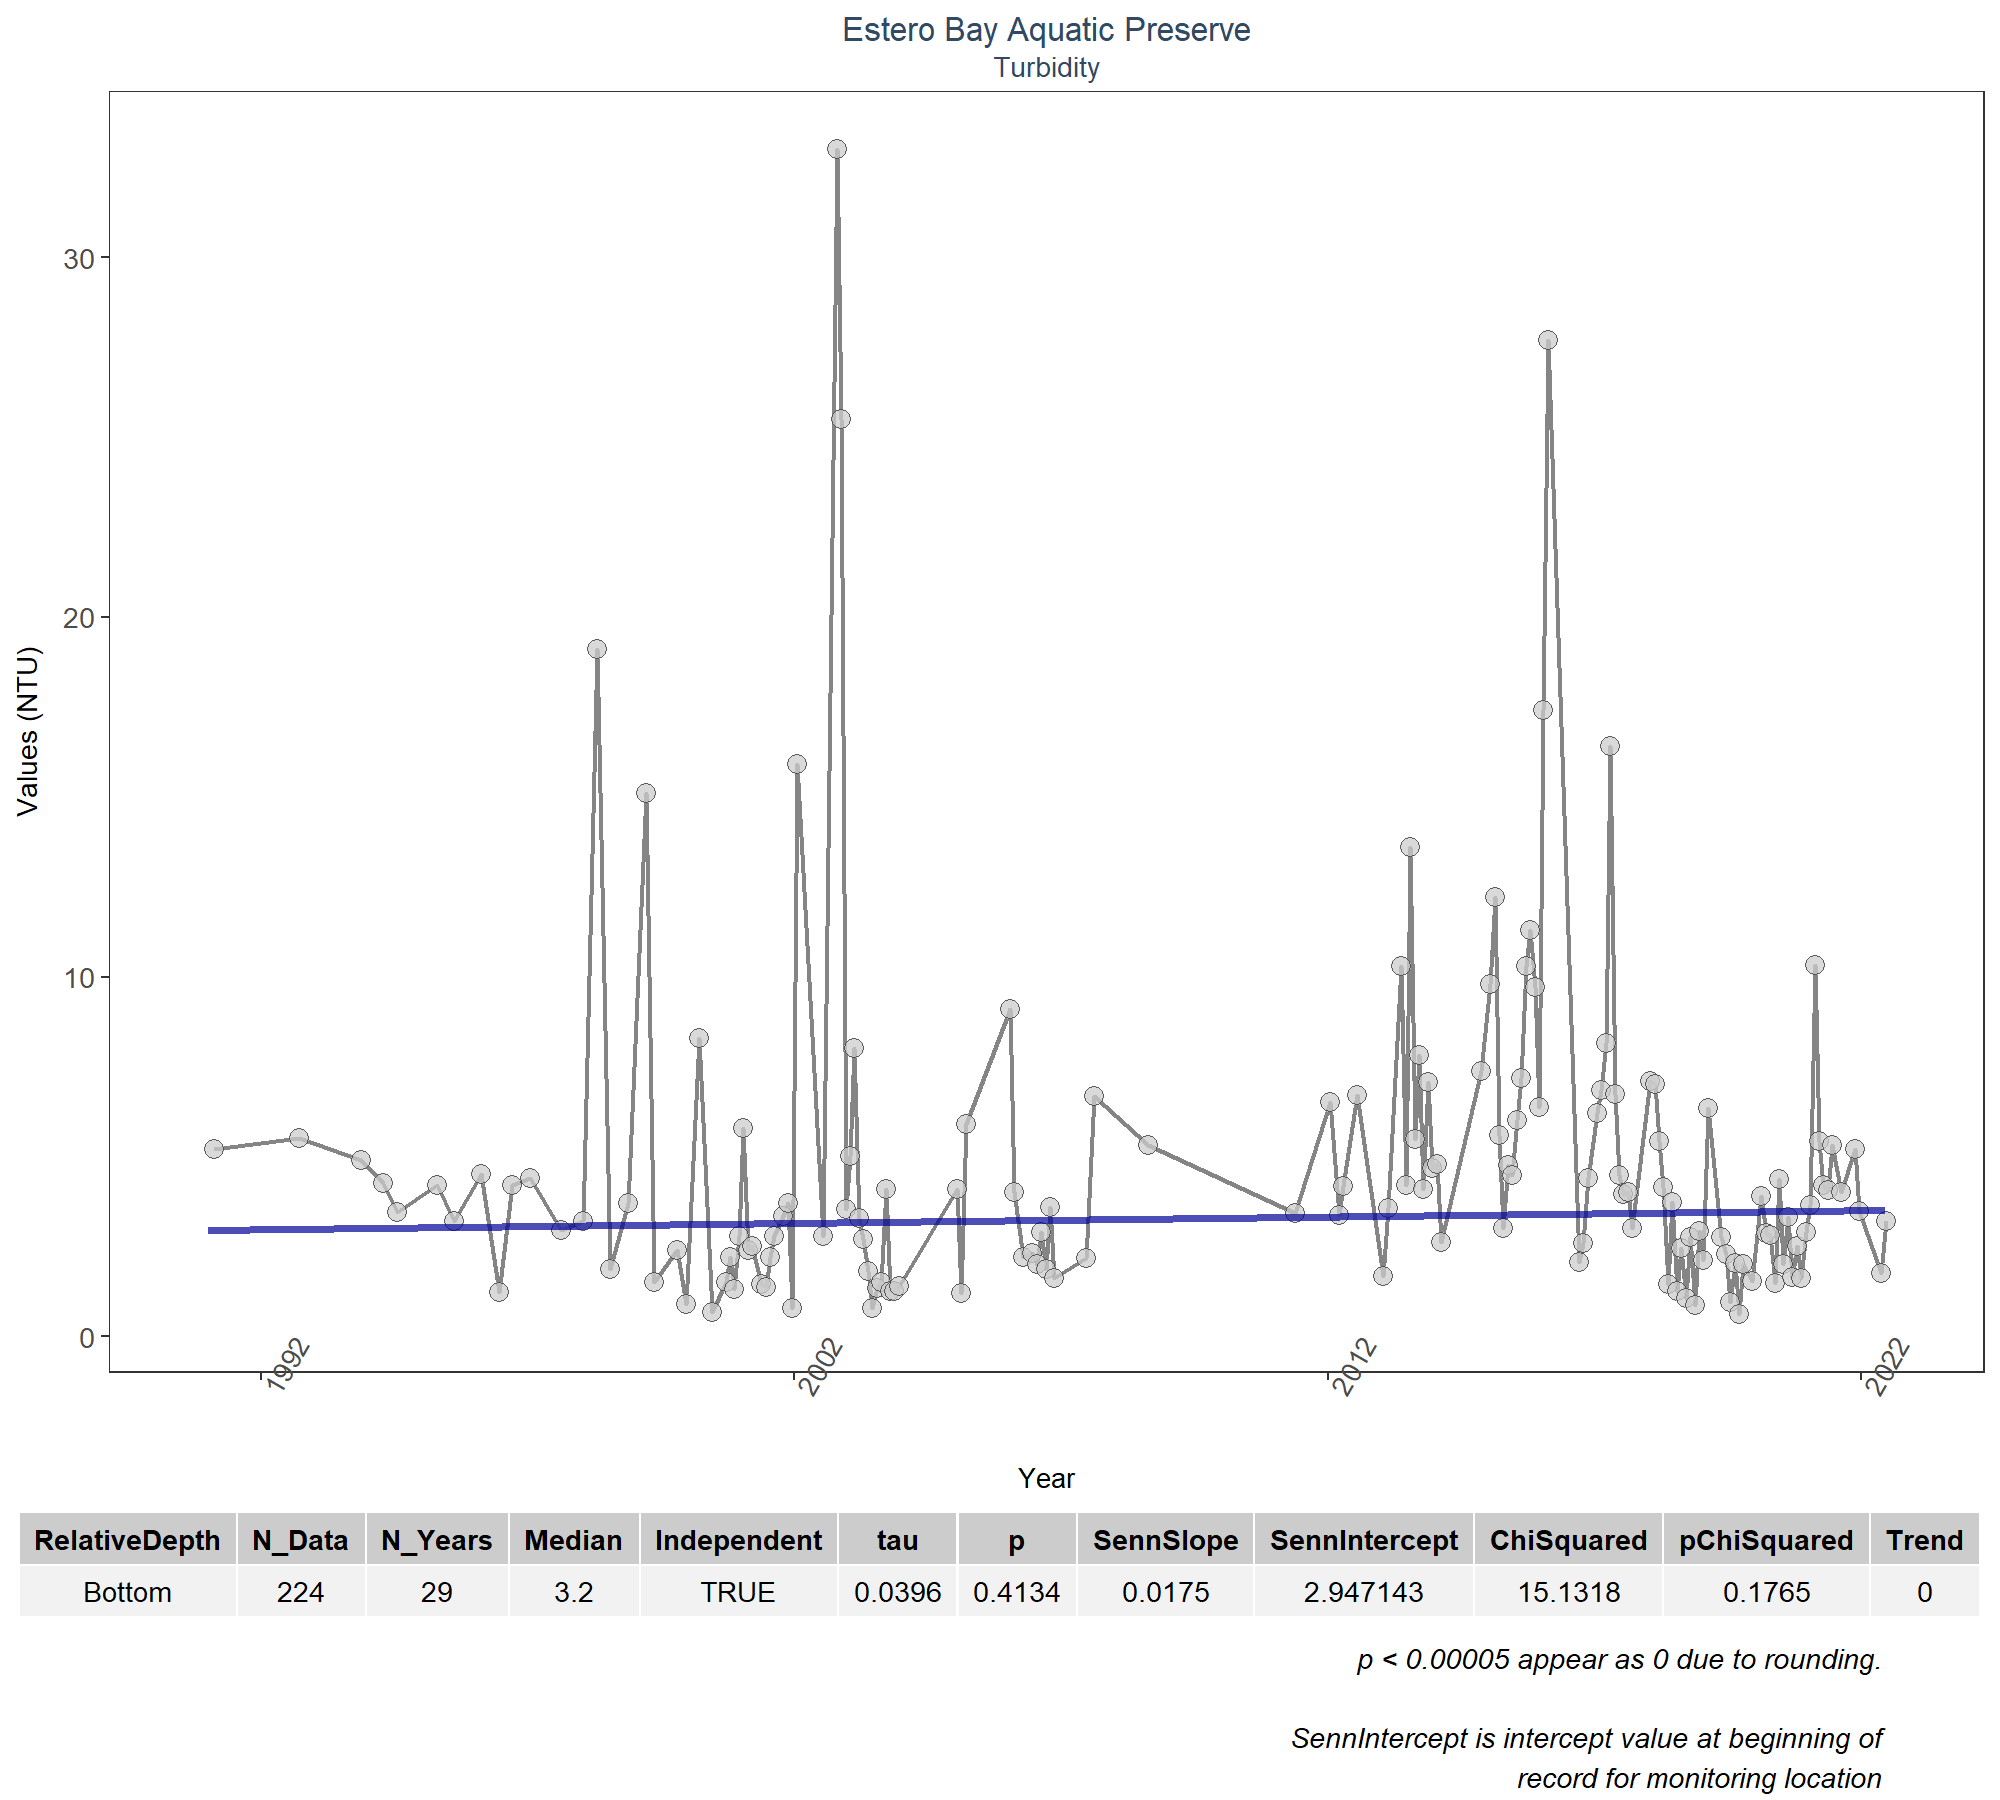 Estero Bay Aquatic Preserve
Turbidity
Values (NTU)
30
20
10
0
1992 2002 2012 2022
Year
RelativeDepth N_Data N_Years Median Independent tau p SennSlope SennIntercept ChiSquared pChiSquared Trend
Bottom 224 29 3.2 TRUE 0.0396 0.4134 0.0175 2.947143 15.1318 0.1765 0
p < 0.00005 appear as 0 due to rounding.
SennIntercept is intercept value at beginning of
record for monitoring location